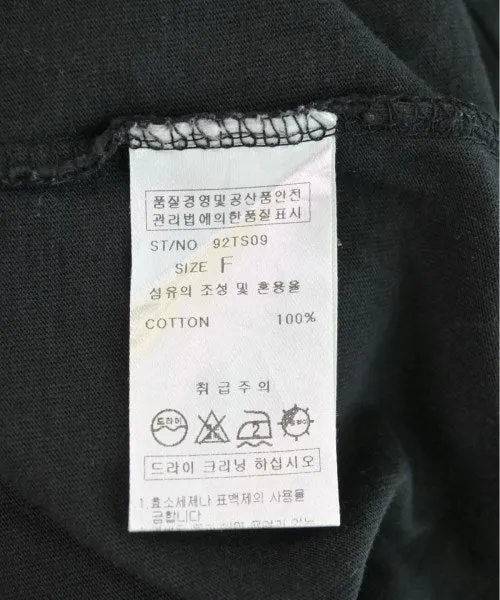 품질경영및공산품안전
관리법에의한품질표시
ST/NO 92TS09
SIZE F
섬유의 조성 및 혼용율
COTTON 100%
취급주의
드라이
2
드라이 크리닝 하십시오
1.효소세제나 표백제의 사용을
금합니다